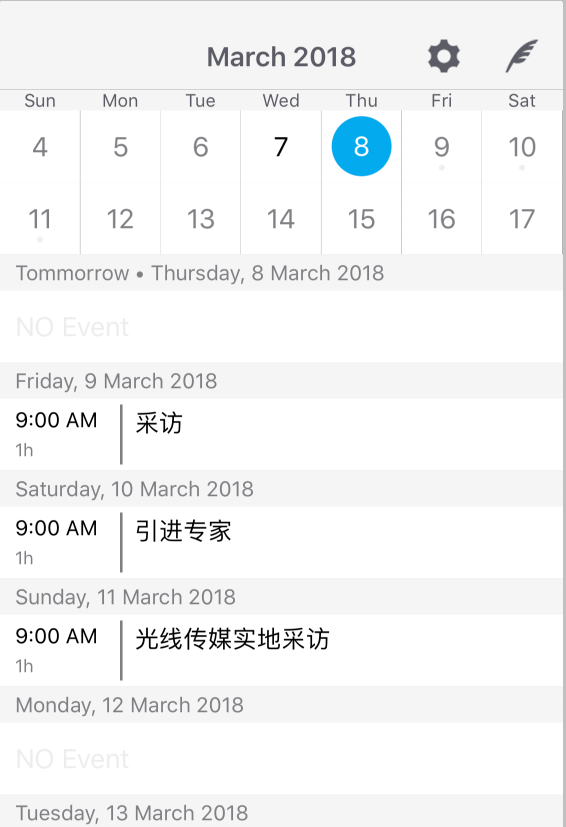 March 2018
Sun Mon Tue Wed Thu Fri Sat
4 5 6 7 8 9 10
11 12 13 14 15 16 17
Tommorrow • Thursday, 8 March 2018
NO Event
Friday, 9 March 2018
9:00 AM 采访
1h
Saturday, 10 March 2018
9:00 AM 引进专家
1h
Sunday, 11 March 2018
9:00 AM 光线传媒实地采访
1h
Monday, 12 March 2018
NO Event
Tuesday, 13 March 2018